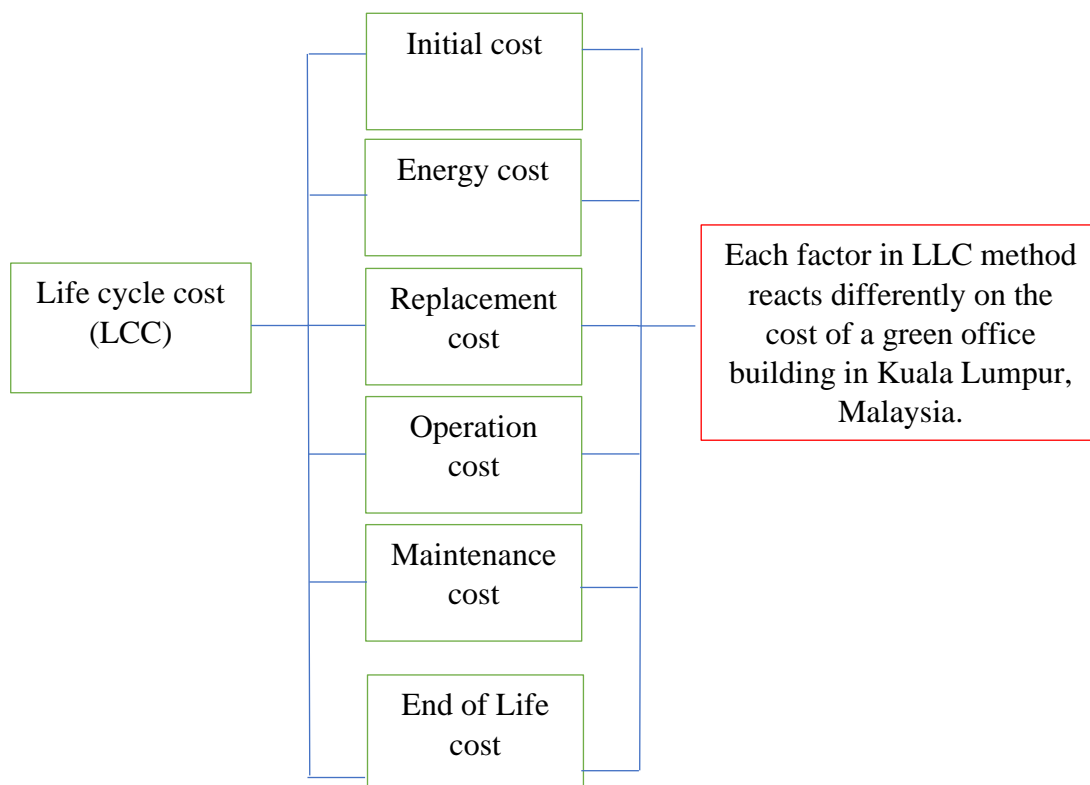 Initial cost
Energy cost
Life cycle cost
(LCC)
Replacement
cost
Operation
cost
Maintenance
cost
End of Life
cost
Each factor in LLC method
reacts differently on the
cost of a green office
building in Kuala Lumpur,
Malaysia.